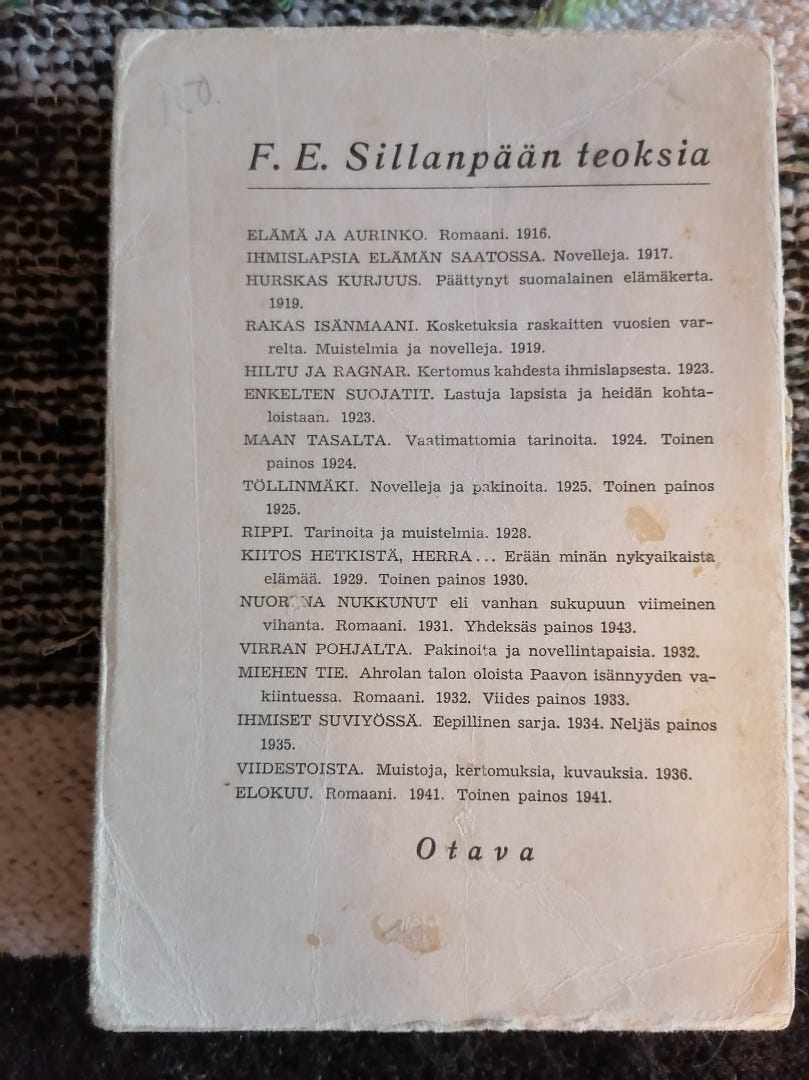 F. E. Sillanpään teoksia
ELÄMÄ JA AURINKO. Romaani. 1916.
IHMISLAPSIA ELÄMÄN SAATOSSA. Novelleja. 1917.
HURSKAS KURJUUS. Päättynyt suomalainen elämäkerta.
1919.
RAKAS ISÄNMAANI. Kosketuksia raskaitten vuosien var-
relta. Muistelmia ja novelleja. 1919.
HILTU JA RAGNAR. Kertomus kahdesta ihmislapsesta. 1923.
ENKELTEN SUOJATIT. Lastuja lapsista ja heidän kohta-
loistaan. 1923.
MAAN TASALTA. Vaatimattomia tarinoita. 1924. Toinen
painos 1924.
TÖLLINMÄKI. Novelleja ja pakinoita. 1925. Toinen painos
1925.
RIPPI. Tarinoita ja muistelmia. 1928.
KIITOS HETKISTÄ, HERRA... Erään minän nykyaikaista
elämää. 1929. Toinen painos 1930.
NUORENA NUKKUNUT eli vanhan sukupuun viimeinen
vihanta. Romaani. 1931. Yhdeksäs painos 1943.
VIRRAN POHJALTA. Pakinoita ja novellintapaisia. 1932.
MIEHEN TIE. Ahrolan talon oloista Paavon isännyyden va-
kiintuessa. Romaani. 1932. Viides painos 1933.
IHMISET SUVIYÖSSÄ. Eepillinen sarja. 1934. Neljäs painos
1935.
VIIDESTOISTA. Muistoja, kertomuksia, kuvauksia. 1936.
ELOKUU. Romaani. 1941. Toinen painos 1941.
Otava